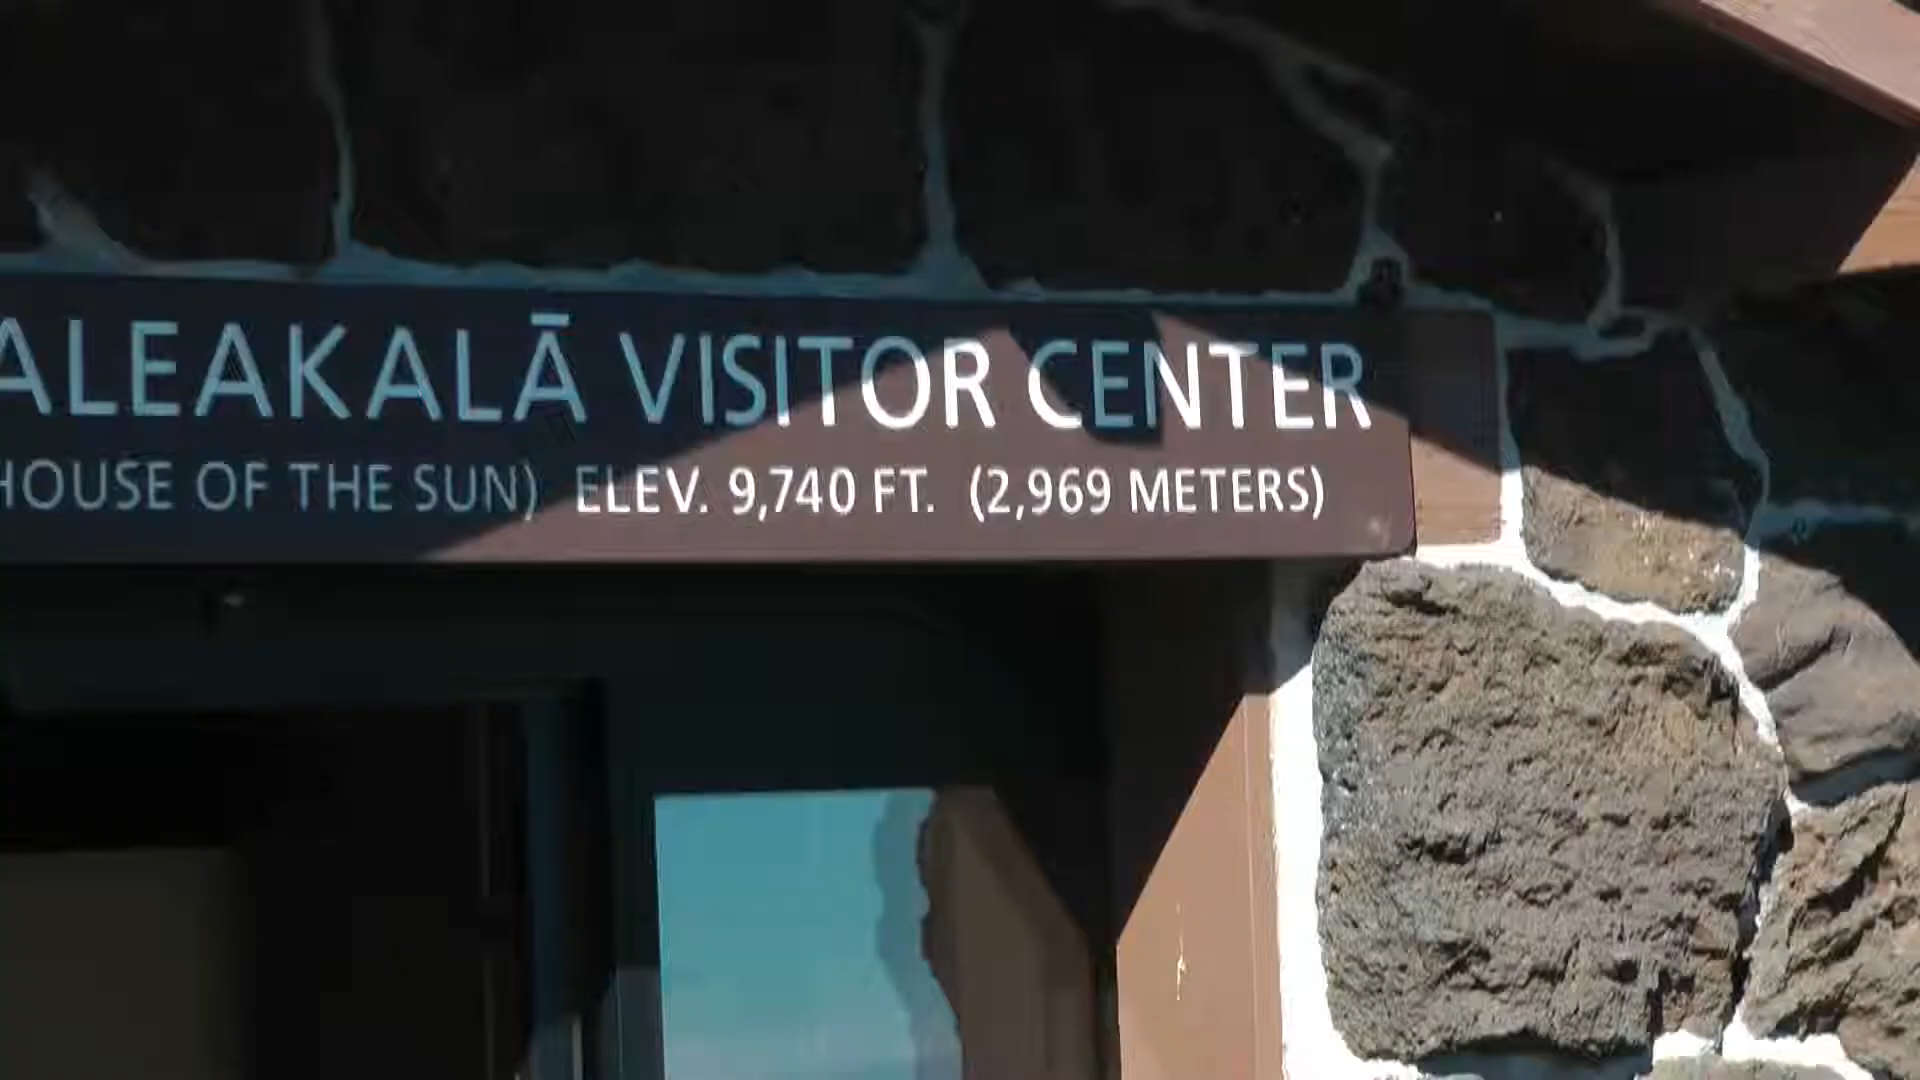 ALEAKALĀ VISITOR CENTER
HOUSE OF THE SUN) ELEV. 9,740 FT. (2,969 METERS)